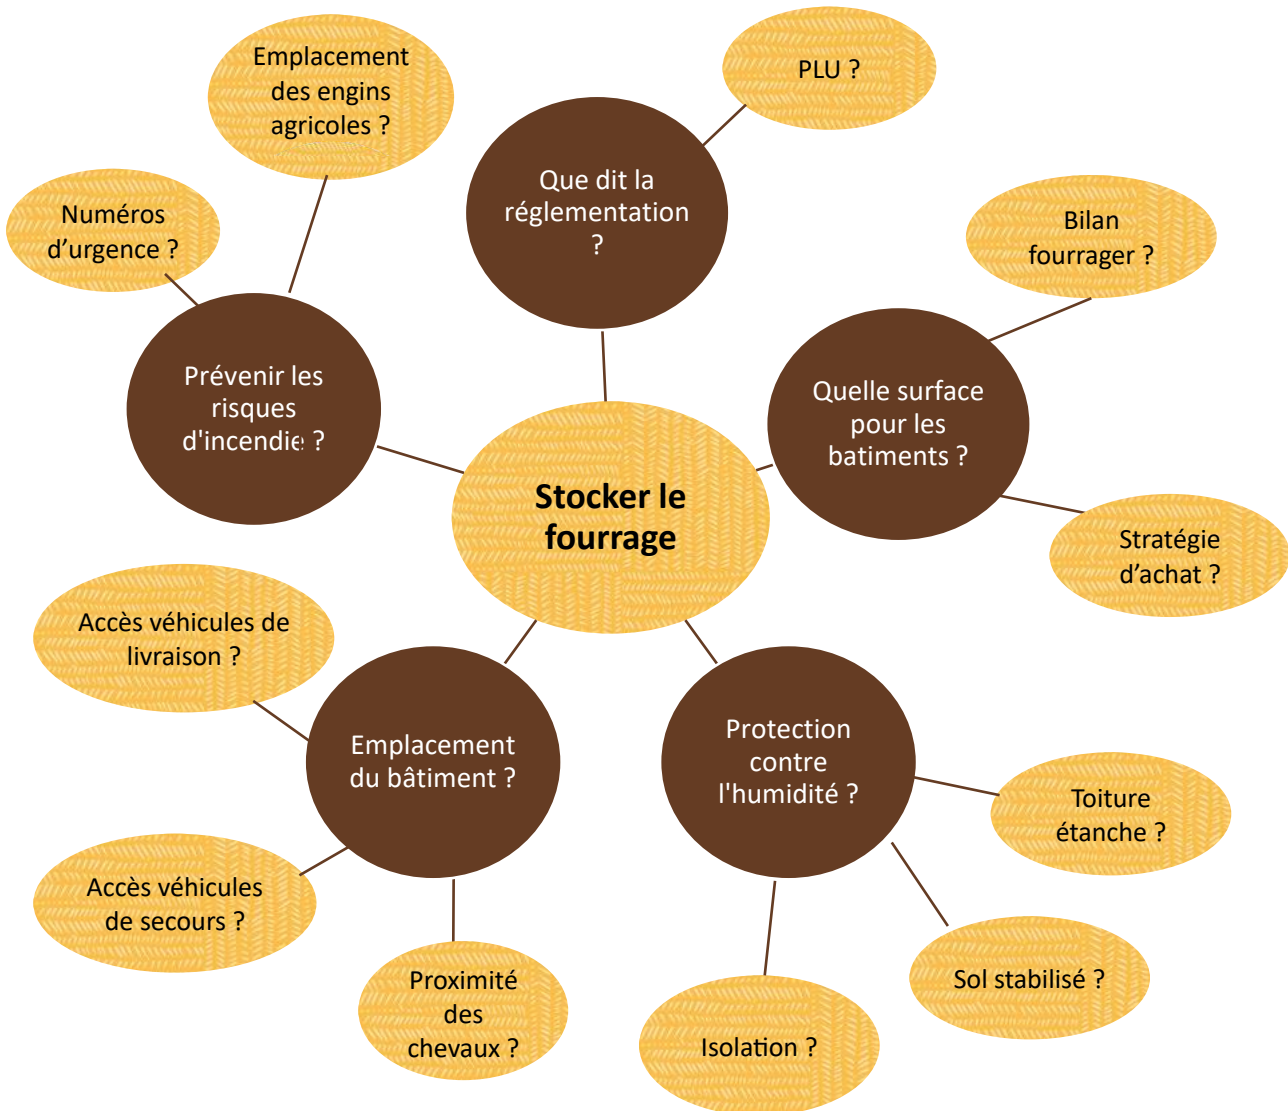 Emplacement
des engins
agricoles ?
PLU ?
Numéros
d'urgence ?
Que dit la
réglementation
?
Bilan
fourrager ?
Prévenir les
risques
d'incendie ?
Quelle surface
pour les
batiments ?
Stocker le
fourrage
Stratégie
d'achat ?
Accès véhicules de
livraison ?
Emplacement
du bâtiment ?
Protection
contre
l'humidité ?
Toiture
étanche ?
Accès véhicules
de secours ?
Proximité
des
chevaux ?
Sol stabilisé ?
Isolation ?